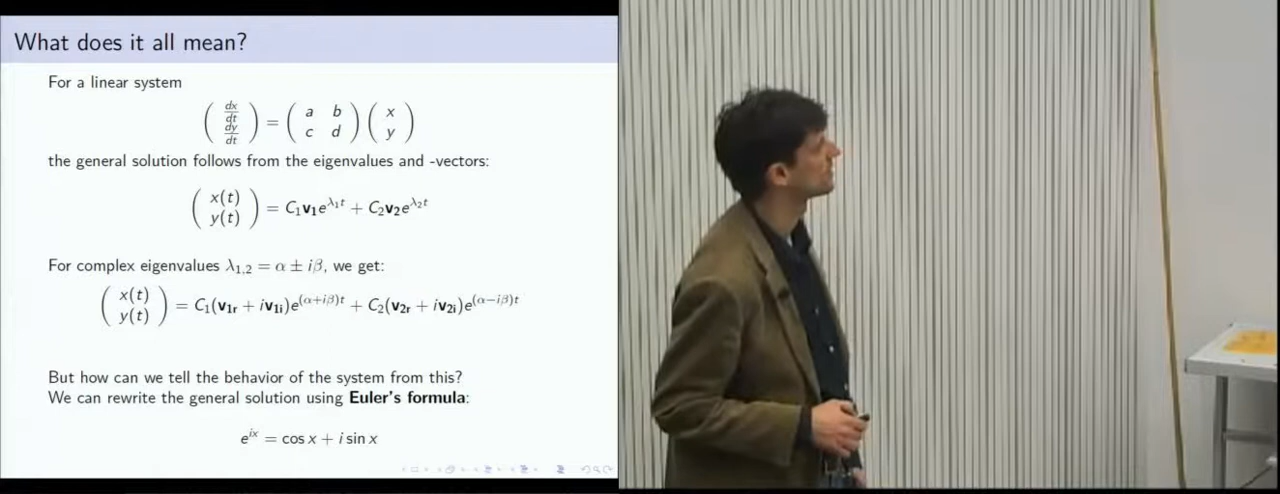 What does it all mean?
For a linear system
( dx/dt dy/dt ) = ( a b c d ) ( x y )
the general solution follows from the eigenvalues and -vectors:
( x(t) y(t) ) = C₁v₁e^{λ₁t} + C₂v₂e^{λ₂t}
For complex eigenvalues λ₁,₂ = α ± iβ, we get:
( x(t) y(t) ) = C₁(v₁ᵣ + iv₁ᵢ)e^{(α+iβ)t} + C₂(v₂ᵣ + iv₂ᵢ)e^{(α−iβ)t}
But how can we tell the behavior of the system from this?
We can rewrite the general solution using Euler's formula:
e^{ix} = cos x + i sin x